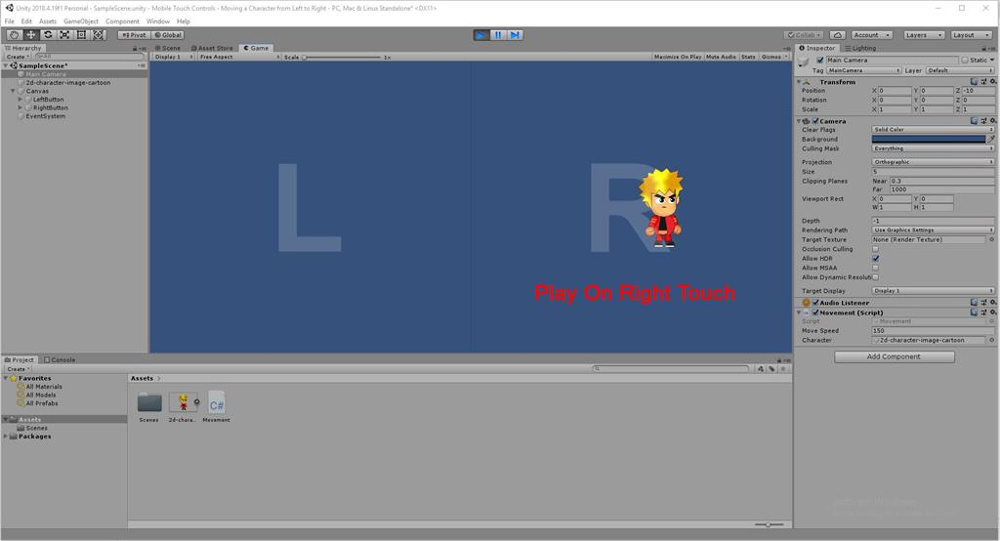 Unity 2018.4.19f1 Personal - SampleScene.unity - Mobile Touch Controls - Moving a Character from Left to Right - PC, Mac & Linux Standalone* <DX11>
File Edit Assets GameObject Component Window Help
Pivot Global Collab Account Layers Layout
Hierarchy
Create
SampleScene*
Main Camera
2d-character-image-cartoon
Canvas
LeftButton
RightButton
EventSystem
Scene Asset Store Game
Display 1 Free Aspect Scale 1x Maximize On Play Mute Audio Stats Gizmos
L R
Play On Right Touch
Inspector Lighting
Main Camera Static
Tag MainCamera Layer Default
Transform
Position X 0 Y 0 Z -10
Rotation X 0 Y 0 Z 0
Scale X 1 Y 1 Z 1
Camera
Clear Flags Solid Color
Background
Culling Mask Everything
Projection Orthographic
Size 5
Clipping Planes Near 0.3
Far 1000
Viewport Rect X 0 Y 0
W 1 H 1
Depth -1
Rendering Path Use Graphics Settings
Target Texture None (Render Texture)
Occlusion Culling
Allow HDR
Allow MSAA
Allow Dynamic Resoluti
Target Display Display 1
Audio Listener
Movement (Script)
Script Movement
Move Speed 150
Character 2d-character-image-cartoon
Add Component
Project Console
Create
Favorites
All Materials
All Models
All Prefabs
Assets
Scenes
Packages
Assets
C#
Scenes 2d-chara... Movement
Activate Windows